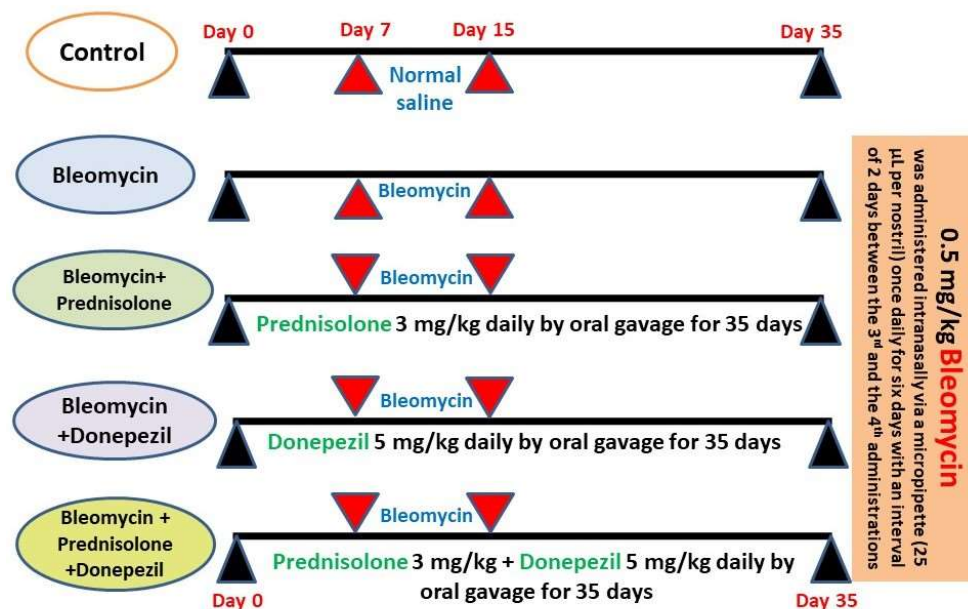 Day 0
Day 7
Day 15
Day 35
Control
Normal
saline
Bleomycin
Bleomycin
Bleomycin+
Prednisolone
Bleomycin
Prednisolone 3 mg/kg daily by oral gavage for 35 days
Bleomycin
+Donepezil
Bleomycin
Donepezil 5 mg/kg daily by oral gavage for 35 days
Bleomycin +
Prednisolone
+Donepezil
Bleomycin
Prednisolone 3 mg/kg + Donepezil 5 mg/kg daily by
oral gavage for 35 days
Day 0
Day 35
0.5 mg/kg Bleomycin
was administered intranasally via a micropipette (25
µL per nostril) once daily for six days with an interval
of 2 days between the 3rd and the 4th administrations